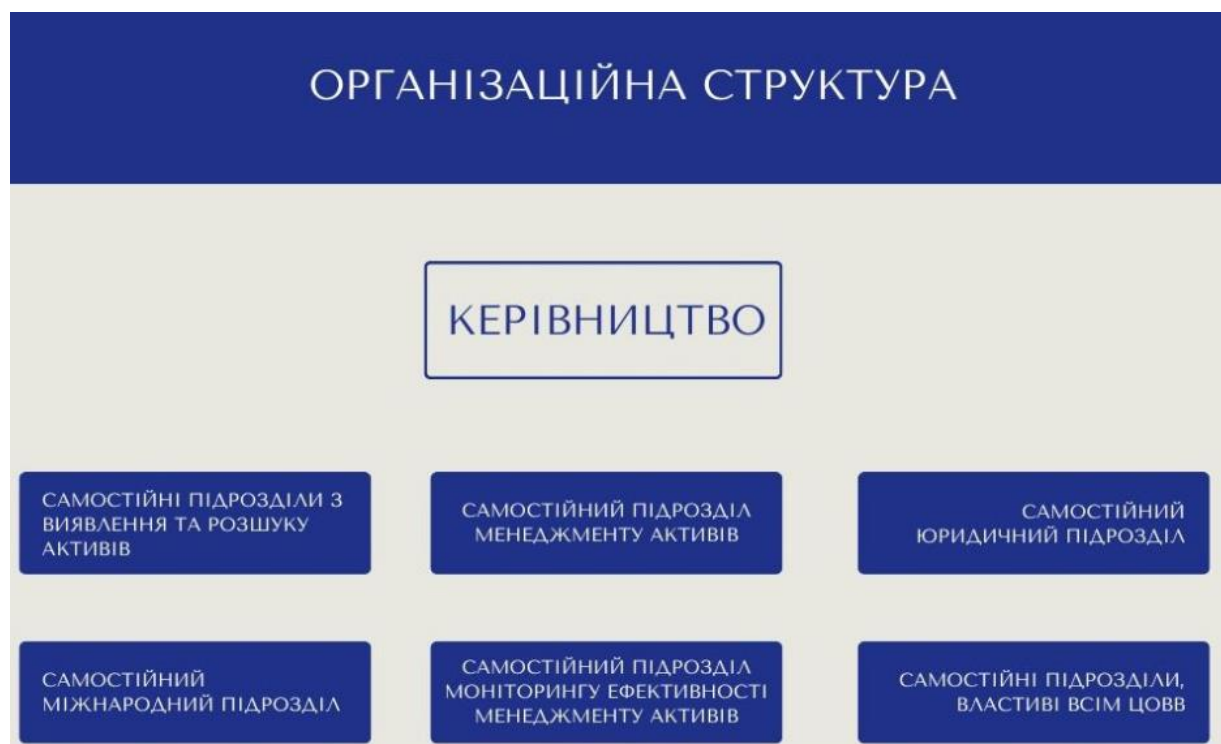 ОРГАНІЗАЦІЙНА СТРУКТУРА
КЕРІВНИЦТВО
САМОСТІЙНІ ПІДРОЗДІЛИ З
ВИЯВЛЕННЯ ТА РОЗШУКУ
АКТИВІВ
САМОСТІЙНИЙ ПІДРОЗДІЛ
МЕНЕДЖМЕНТУ АКТИВІВ
САМОСТІЙНИЙ
ЮРИДИЧНИЙ ПІДРОЗДІЛ
САМОСТІЙНИЙ
МІЖНАРОДНИЙ ПІДРОЗДІЛ
САМОСТІЙНИЙ ПІДРОЗДІЛ
МОНІТОРИНГУ ЕФЕКТИВНОСТІ
МЕНЕДЖМЕНТУ АКТИВІВ
САМОСТІЙНІ ПІДРОЗДІЛИ,
ВЛАСТИВІ ВСІМ ЦОВВ